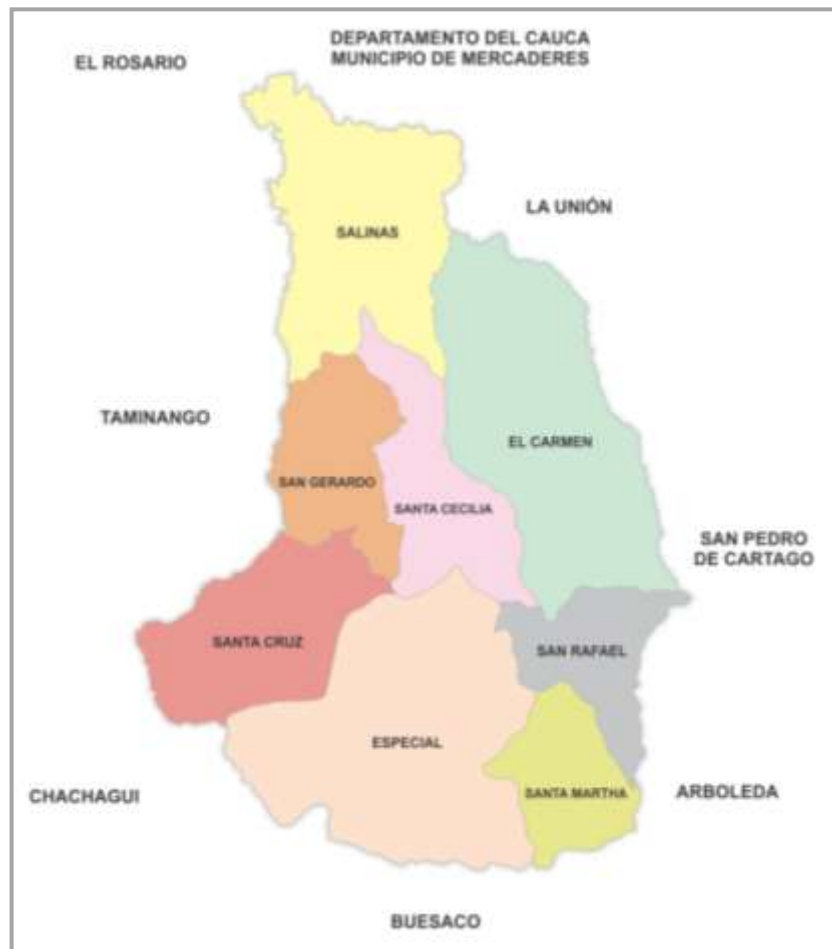 DEPARTAMENTO DEL CAUCA
MUNICIPIO DE MERCADERES
EL ROSARIO
LA UNIÓN
SALINAS
TAMINANGO
EL CARMEN
SAN GERARDO
SANTA CECILIA
SAN PEDRO
DE CARTAGO
SANTA CRUZ
SAN RAFAEL
ESPECIAL
CHACHAGUI
SANTA MARTHA
ARBOLEDA
BUESACO